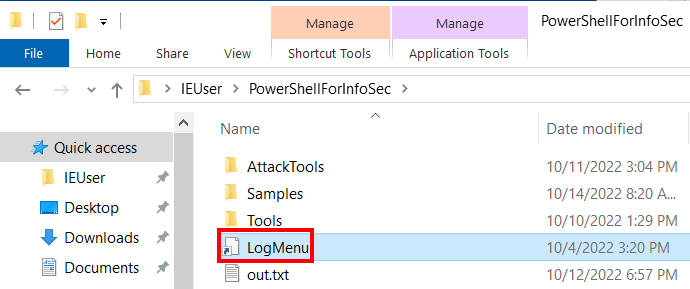 Manage Manage PowerShellForInfoSec
File Home Share View Shortcut Tools Application Tools
IEUser PowerShellForInfoSec
Name Date modified
Quick access
IEUser
Desktop
Downloads
Documents
AttackTools 10/11/2022 3:04 PM
Samples 10/14/2022 8:20 A...
Tools 10/10/2022 1:29 PM
LogMenu 10/4/2022 3:20 PM
out.txt 10/12/2022 6:57 PM